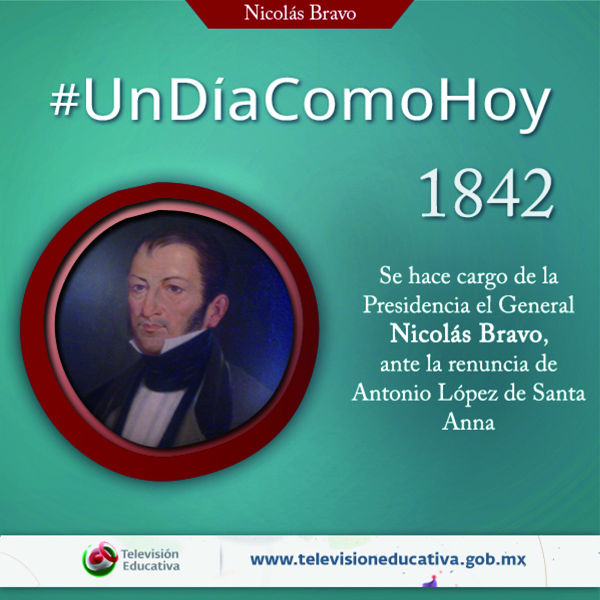 Nicolás Bravo
#UnDíaComoHoy
1842
Se hace cargo de la
Presidencia el General
Nicolás Bravo,
ante la renuncia de
Antonio López de Santa
Anna
Televisión
Educativa
www.televisioneducativa.gob.mx